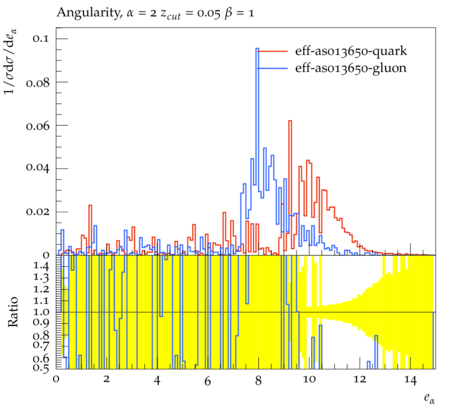 Angularity, α = 2 z_cut = 0.05 β = 1
1/σdσ/de_α
0.1
0.08
0.06
0.04
0.02
0
eff-as013650-quark
eff-as013650-gluon
Ratio
1.4
1.3
1.2
1.1
1.0
0.9
0.8
0.7
0.6
0.5
0 2 4 6 8 10 12 14
e_α